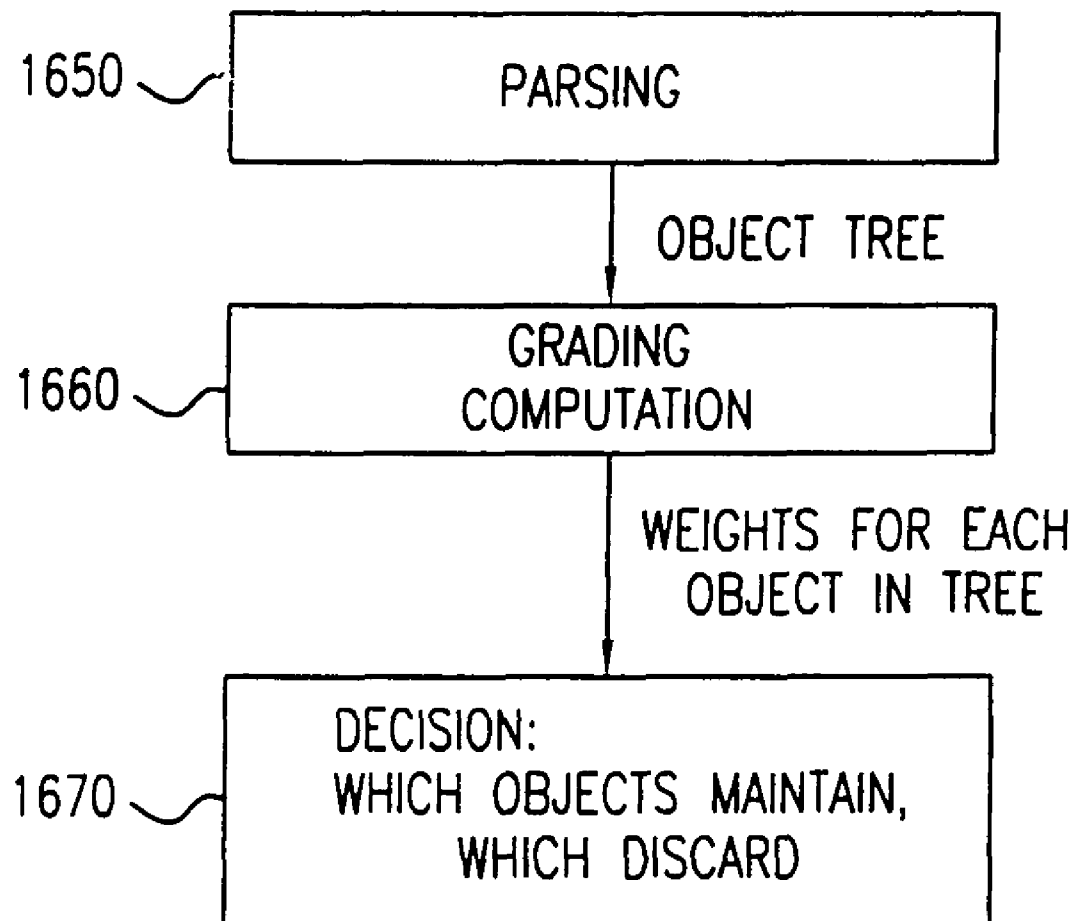 1650
PARSING
OBJECT TREE
1660
GRADING
COMPUTATION
WEIGHTS FOR EACH
OBJECT IN TREE
1670
DECISION:
WHICH OBJECTS MAINTAIN,
WHICH DISCARD